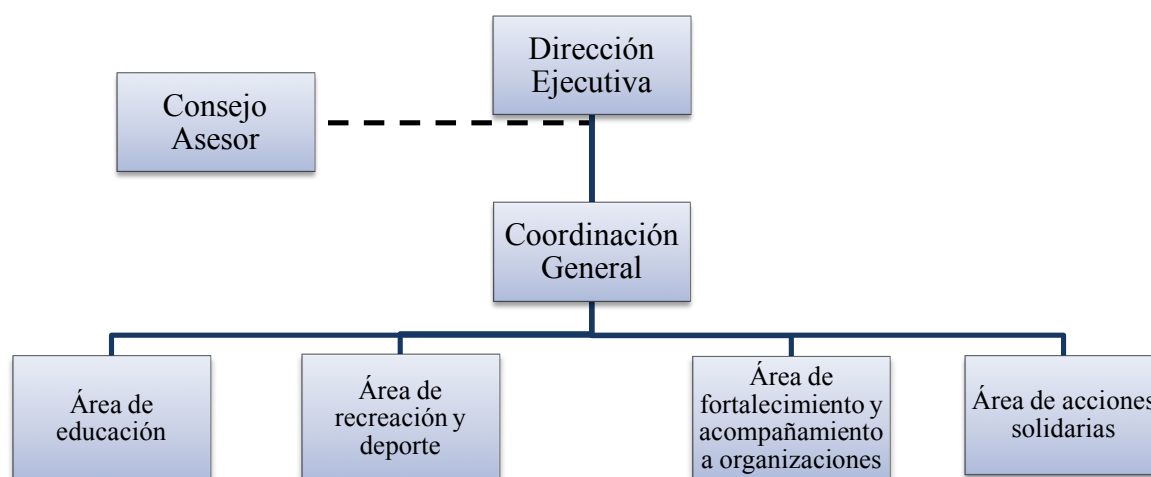 Dirección
Ejecutiva
Consejo
Asesor
Coordinación
General
Área de
educación
Área de
recreación y
deporte
Área de
fortalecimiento y
acompañamiento
a organizaciones
Área de acciones
solidarias